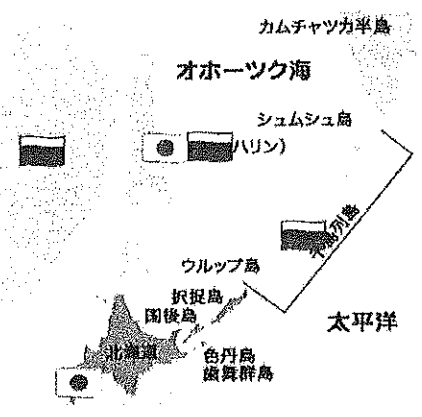 カムチャツカ半島
オホーツク海
シュムシュ島
ハリン)
千島列島
ウルップ島
択捉島
国後島
太平洋
北海道
色丹島
歯舞群島